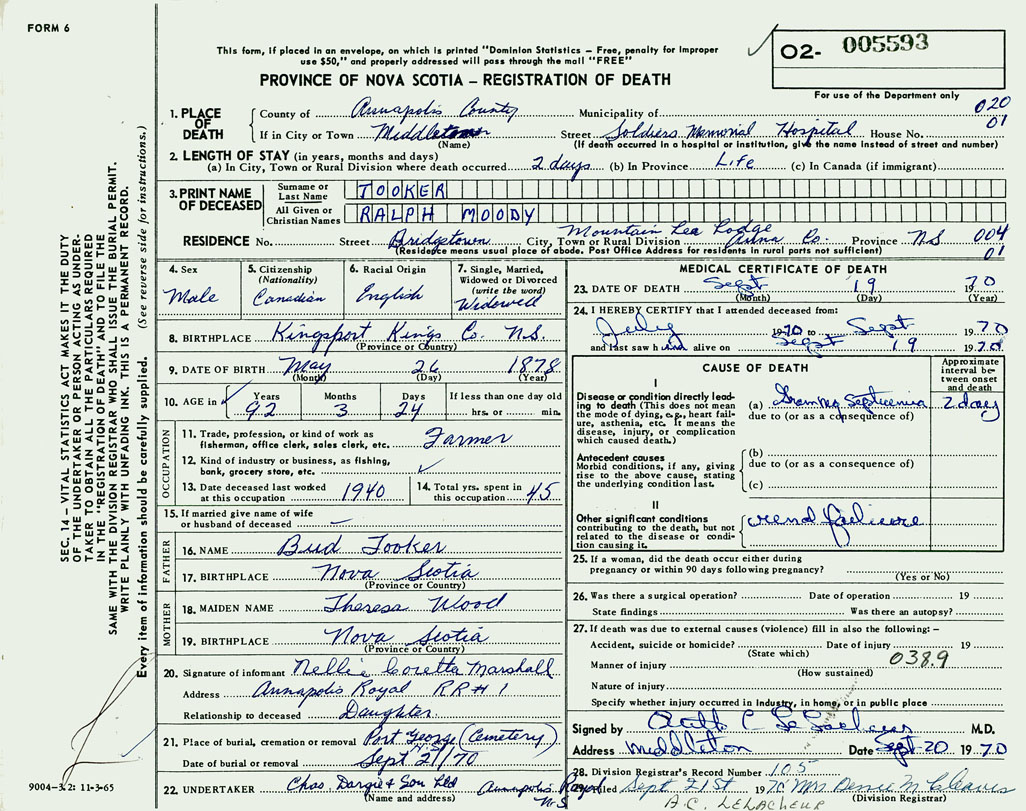 FORM 6
This form, if placed in an envelope, on which is printed "Dominion Statistics – Free, penalty for improper
use $50," and properly addressed will pass through the mail "FREE"
PROVINCE OF NOVA SCOTIA – REGISTRATION OF DEATH
02- 005593
For use of the Department only
1. PLACE OF DEATH
County of Annapolis County Municipality of 020
If in City or Town Middleton Street Soldiers Memorial Hospital House No. 01
(Name) (If death occurred in a hospital or institution, give the name instead of street and number)
2. LENGTH OF STAY (in years, months and days)
(a) In City, Town or Rural Division where death occurred 2 days (b) In Province Life (c) In Canada (if immigrant)
3. PRINT NAME OF DECEASED
Surname or Last Name TOOKER
All Given or Christian Names RALPH MOODY
Mountain Lea Lodge
RESIDENCE No. Street Bridgetown City, Town or Rural Division Anna Co. Province N.S. 004
(Residence means usual place of abode. Post Office Address for residents in rural parts not sufficient) 01
4. Sex Male
5. Citizenship (Nationality) Canadian
6. Racial Origin English
7. Single, Married, Widowed or Divorced (write the word) Widowed
8. BIRTHPLACE Kingsport Kings Co. N.S.
(Province or Country)
9. DATE OF BIRTH May 26 1878
(Month) (Day) (Year)
10. AGE in Years 92 Months 3 Days 24 If less than one day old hrs. or min.
OCCUPATION
11. Trade, profession, or kind of work as
fisherman, office clerk, sales clerk, etc. Farmer
12. Kind of industry or business, as fishing,
bank, grocery store, etc.
13. Date deceased last worked
at this occupation 1940
14. Total yrs. spent in
this occupation 45
15. If married give name of wife
or husband of deceased
FATHER
16. NAME Bud Tooker
17. BIRTHPLACE Nova Scotia
(Province or Country)
MOTHER
18. MAIDEN NAME Theresa Wood
19. BIRTHPLACE Nova Scotia
(Province or Country)
20. Signature of informant Nellie Coretta Marshall
Address Annapolis Royal RR # 1
Relationship to deceased Daughter
21. Place of burial, cremation or removal Port George (Cemetery)
N.S.
Date of burial or removal Sept 21/70
22. UNDERTAKER Chas. Dargie & Son Ltd Annapolis Royal N.S.
(Name and address)
MEDICAL CERTIFICATE OF DEATH
23. DATE OF DEATH Sept 19 1970
(Month) (Day) (Year)
24. I HEREBY CERTIFY that I attended deceased from:
July 1970 to Sept 1970
and last saw him alive on Sept 19 1970
CAUSE OF DEATH
Approximate interval between onset and death
I
Disease or condition directly leading to death (This does not mean the mode of dying, e.g., heart failure, asthenia, etc. It means the disease, injury, or complication which caused death.)
(a) Gram neg Septicemia 2 days
due to (or as a consequence of)
Antecedent causes
Morbid conditions, if any, giving rise to the above cause, stating the underlying condition last.
(b)
due to (or as a consequence of)
(c)
II
Other significant conditions
contributing to the death, but not related to the disease or condition causing it.
renal failure
25. If a woman, did the death occur either during
pregnancy or within 90 days following pregnancy?
(Yes or No)
26. Was there a surgical operation? Date of operation 19
State findings Was there an autopsy?
27. If death was due to external causes (violence) fill in also the following: –
Accident, suicide or homicide? Date of injury 19
(State which) 038.9
Manner of injury
(How sustained)
Nature of injury
Specify whether injury occurred in industry, in home, or in public place
Signed by M.D.
Address Middleton Date Sept 20 1970
28. Division Registrar's Record Number 105
Filed Sept 21st 1970 Mrs.
(Division Registrar)
A.C. LELACHEUR
SEC. 14 – VITAL STATISTICS ACT MAKES IT THE DUTY
OF THE UNDERTAKER OR PERSON ACTING AS UNDER-
TAKER TO OBTAIN ALL THE PARTICULARS REQUIRED
IN THE "REGISTRATION OF DEATH" AND TO FILE THE
SAME WITH THE DIVISION REGISTRAR WHO SHALL ISSUE THE BURIAL PERMIT.
WRITE PLAINLY WITH UNFADING INK. THIS IS A PERMANENT RECORD.
Every item of information should be carefully supplied. (See reverse side for instructions.)
9004-3.2: 11-3-65